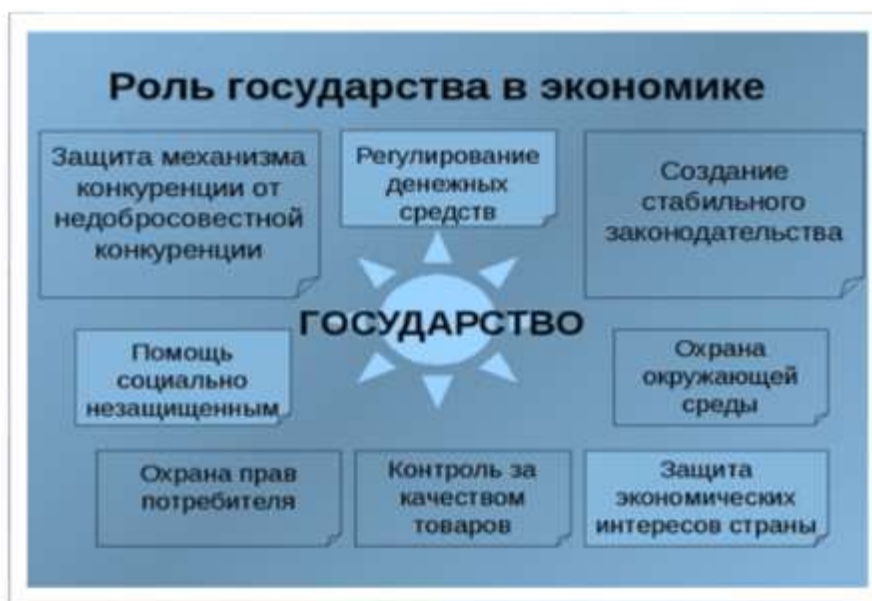 Роль государства в экономике
Защита механизма
конкуренции от
недобросовестной
конкуренции
Регулирование
денежных
средств
Создание
стабильного
законодательства
ГОСУДАРСТВО
Помощь
социально
незащищенным
Охрана
окружающей
среды
Охрана прав
потребителя
Контроль за
качеством
товаров
Защита
экономических
интересов страны